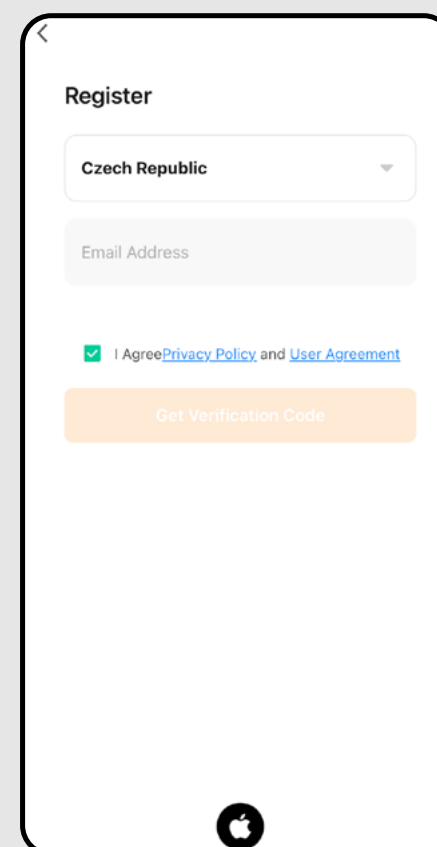 Register
Czech Republic
Email Address
I AgreePrivacy Policy and User Agreement
Get Verification Code